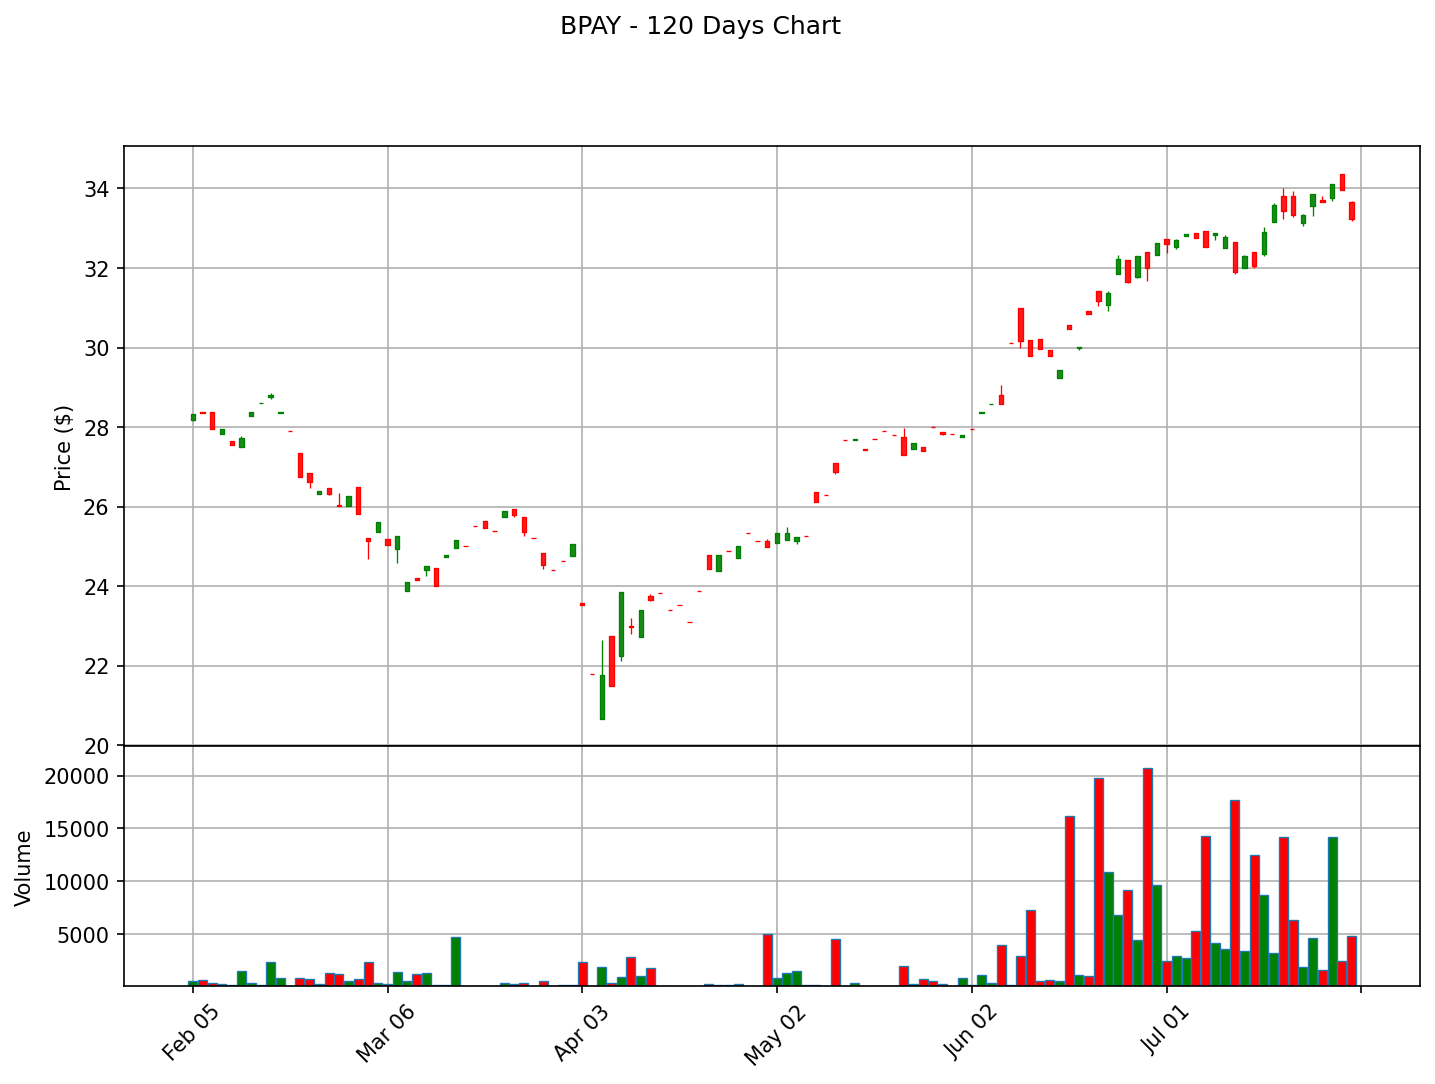 BPAY - 120 Days Chart
34
32
30
28
26
24
22
20
Price ($)
20000
15000
10000
5000
Volume
Feb 05
Mar 06
Apr 03
May 02
Jun 02
Jul 01